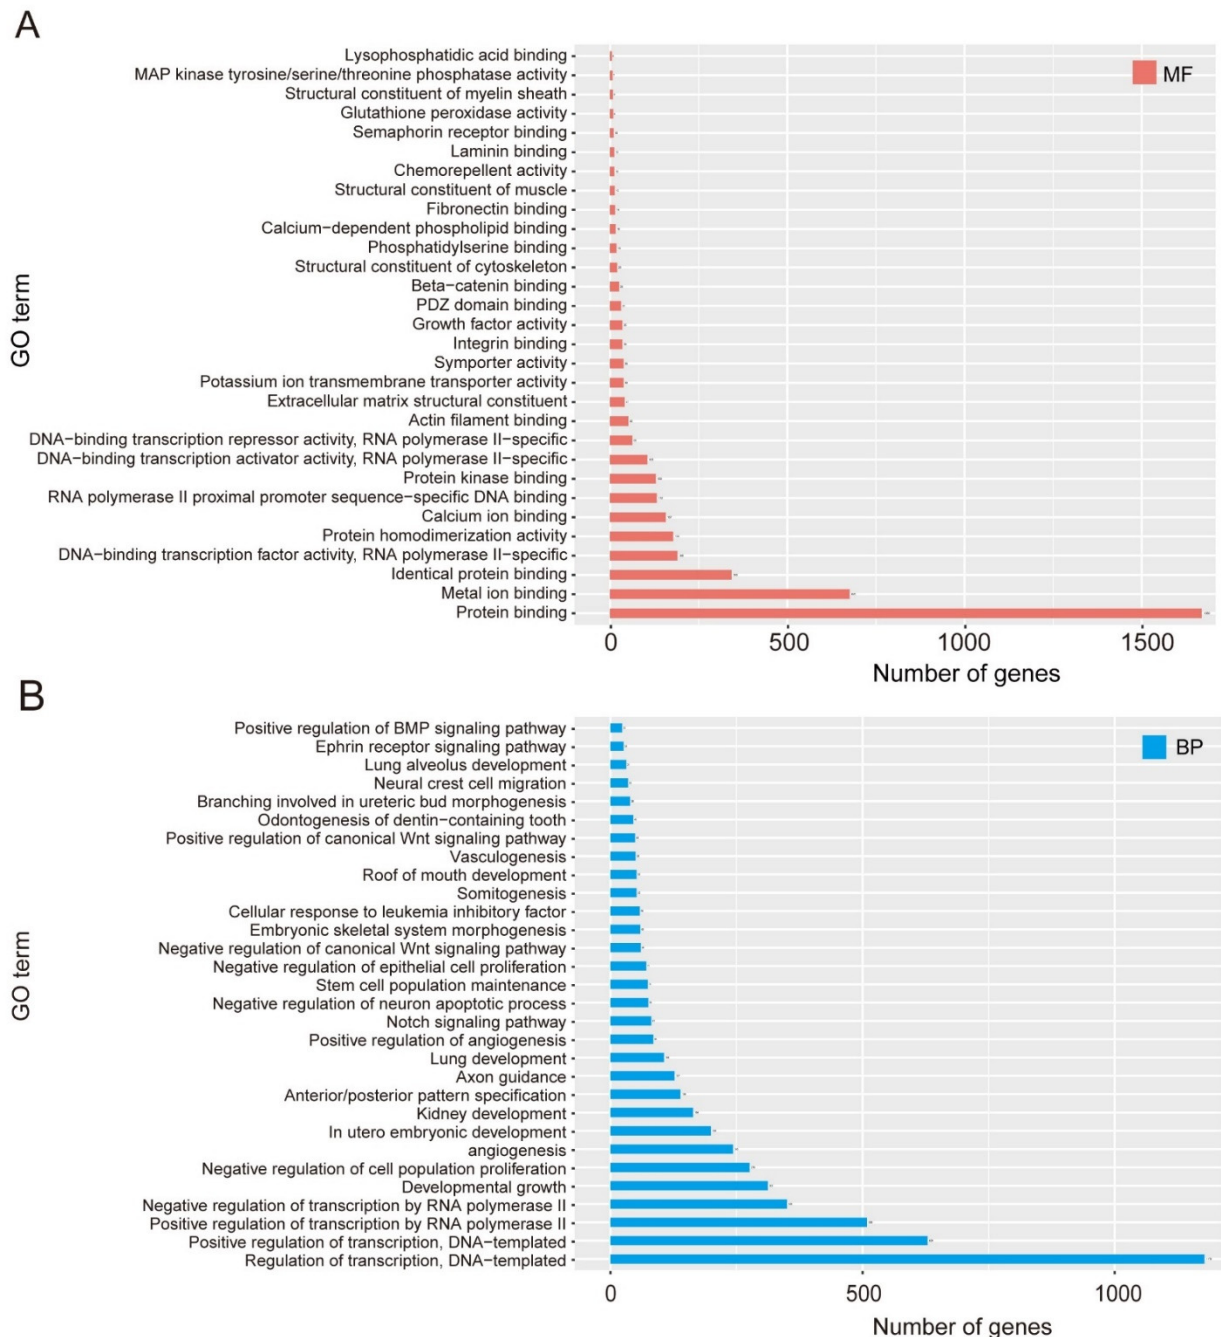 A
MF
Lysophosphatidic acid binding
MAP kinase tyrosine/serine/threonine phosphatase activity
Structural constituent of myelin sheath
Glutathione peroxidase activity
Semaphorin receptor binding
Laminin binding
Chemorepellent activity
Structural constituent of muscle
Fibronectin binding
Calcium−dependent phospholipid binding
Phosphatidylserine binding
Structural constituent of cytoskeleton
Beta−catenin binding
PDZ domain binding
Growth factor activity
Integrin binding
Symporter activity
Potassium ion transmembrane transporter activity
Extracellular matrix structural constituent
Actin filament binding
DNA−binding transcription repressor activity, RNA polymerase II−specific
DNA−binding transcription activator activity, RNA polymerase II−specific
Protein kinase binding
RNA polymerase II proximal promoter sequence−specific DNA binding
Calcium ion binding
Protein homodimerization activity
DNA−binding transcription factor activity, RNA polymerase II−specific
Identical protein binding
Metal ion binding
Protein binding
GO term
0 500 1000 1500
Number of genes
B
BP
Positive regulation of BMP signaling pathway
Ephrin receptor signaling pathway
Lung alveolus development
Neural crest cell migration
Branching involved in ureteric bud morphogenesis
Odontogenesis of dentin−containing tooth
Positive regulation of canonical Wnt signaling pathway
Vasculogenesis
Roof of mouth development
Somitogenesis
Cellular response to leukemia inhibitory factor
Embryonic skeletal system morphogenesis
Negative regulation of canonical Wnt signaling pathway
Negative regulation of epithelial cell proliferation
Stem cell population maintenance
Negative regulation of neuron apoptotic process
Notch signaling pathway
Positive regulation of angiogenesis
Lung development
Axon guidance
Anterior/posterior pattern specification
Kidney development
In utero embryonic development
angiogenesis
Negative regulation of cell population proliferation
Developmental growth
Negative regulation of transcription by RNA polymerase II
Positive regulation of transcription by RNA polymerase II
Positive regulation of transcription, DNA−templated
Regulation of transcription, DNA−templated
GO term
0 500 1000
Number of genes